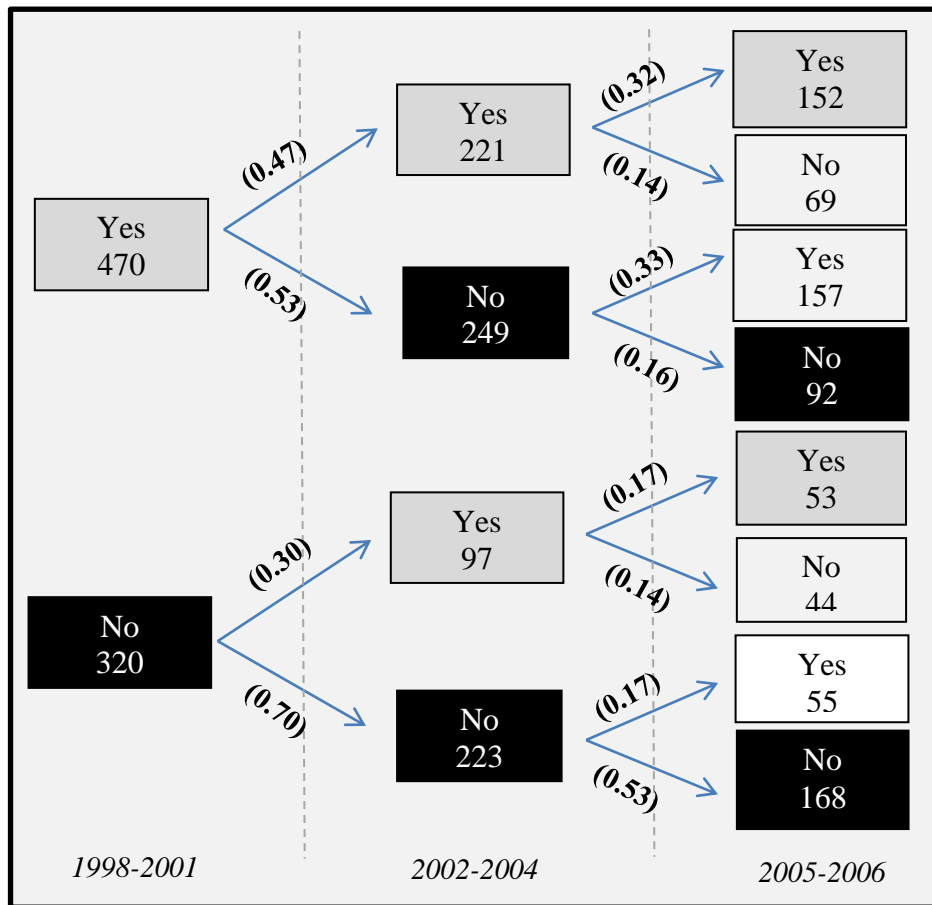 Yes
470
(0.47)
(0.53)
Yes
221
(0.32)
(0.14)
Yes
152
No
69
No
249
(0.33)
(0.16)
Yes
157
No
92
No
320
(0.30)
(0.70)
Yes
97
(0.17)
(0.14)
Yes
53
No
44
No
223
(0.17)
(0.53)
Yes
55
No
168
1998-2001
2002-2004
2005-2006